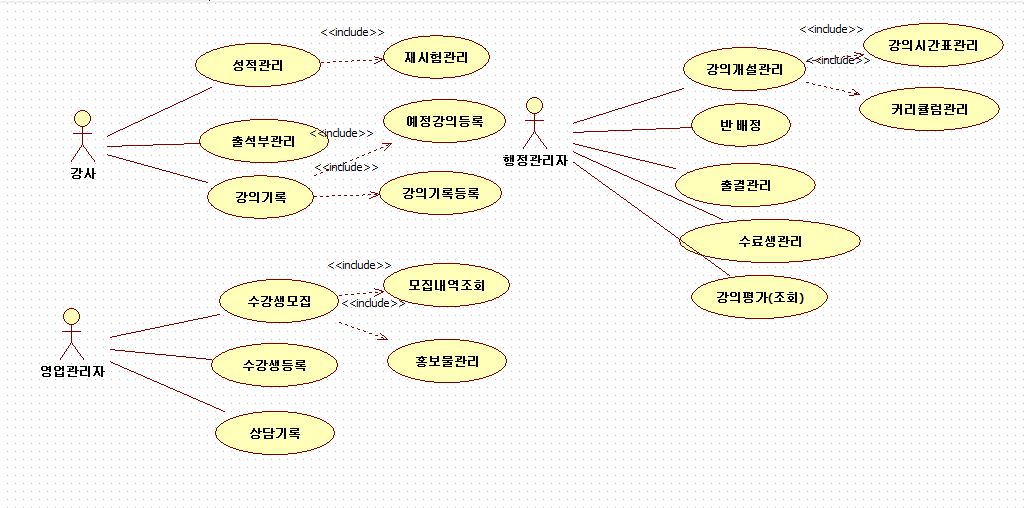 <<include>>
성적관리
재시험관리
출석부관리
<<include>>
예정강의등록
강사
<<include>>
강의기록
강의기록등록
<<include>>
강의시간표관리
강의개설관리
<<include>>
커리큘럼관리
반 배정
행정관리자
출결관리
수료생관리
강의평가(조회)
<<include>>
수강생모집
모집내역조회
<<include>>
영업관리자
수강생등록
홍보물관리
상담기록